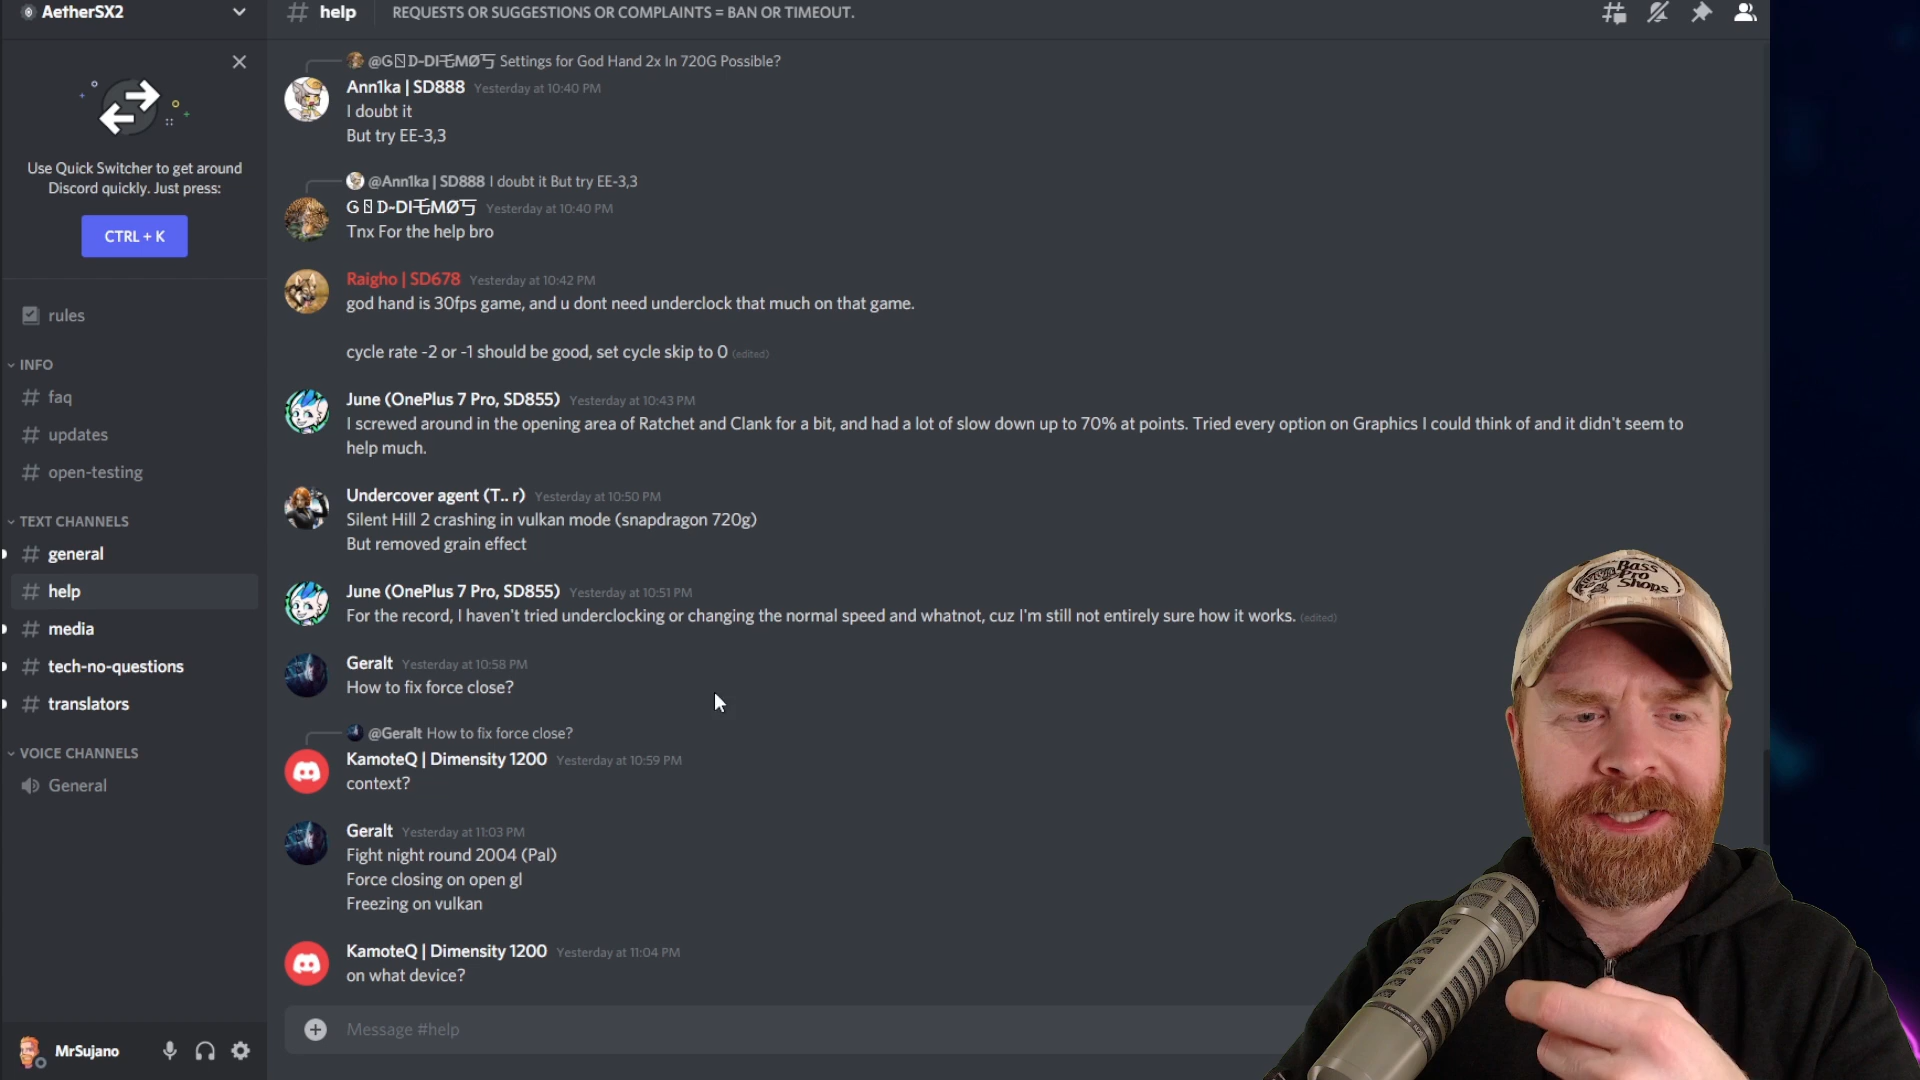 AetherSX2
Use Quick Switcher to get around
Discord quickly. Just press:
CTRL + K
rules
INFO
faq
updates
open-testing
TEXT CHANNELS
general
help
media
tech-no-questions
translators
VOICE CHANNELS
General
MrSujano
help
REQUESTS OR SUGGESTIONS OR COMPLAINTS = BAN OR TIMEOUT.
Settings for God Hand 2x In 720G Possible?
Ann1ka | SD888 Yesterday at 10:40 PM
I doubt it
But try EE-3,3
@Ann1ka | SD888 I doubt it But try EE-3,3
Yesterday at 10:40 PM
Tnx For the help bro
Raigho | SD678 Yesterday at 10:42 PM
god hand is 30fps game, and u dont need underclock that much on that game.
cycle rate -2 or -1 should be good, set cycle skip to 0 (edited)
June (OnePlus 7 Pro, SD855) Yesterday at 10:43 PM
I screwed around in the opening area of Ratchet and Clank for a bit, and had a lot of slow down up to 70% at points. Tried every option on Graphics I could think of and it didn't seem to
help much.
Undercover agent (T.. r) Yesterday at 10:50 PM
Silent Hill 2 crashing in vulkan mode (snapdragon 720g)
But removed grain effect
June (OnePlus 7 Pro, SD855) Yesterday at 10:51 PM
For the record, I haven't tried underclocking or changing the normal speed and whatnot, cuz I'm still not entirely sure how it works. (edited)
Geralt Yesterday at 10:58 PM
How to fix force close?
@Geralt How to fix force close?
KamoteQ | Dimensity 1200 Yesterday at 10:59 PM
context?
Geralt Yesterday at 11:03 PM
Fight night round 2004 (Pal)
Force closing on open gl
Freezing on vulkan
KamoteQ | Dimensity 1200 Yesterday at 11:04 PM
on what device?
Message #help
Bass
Pro
Shops